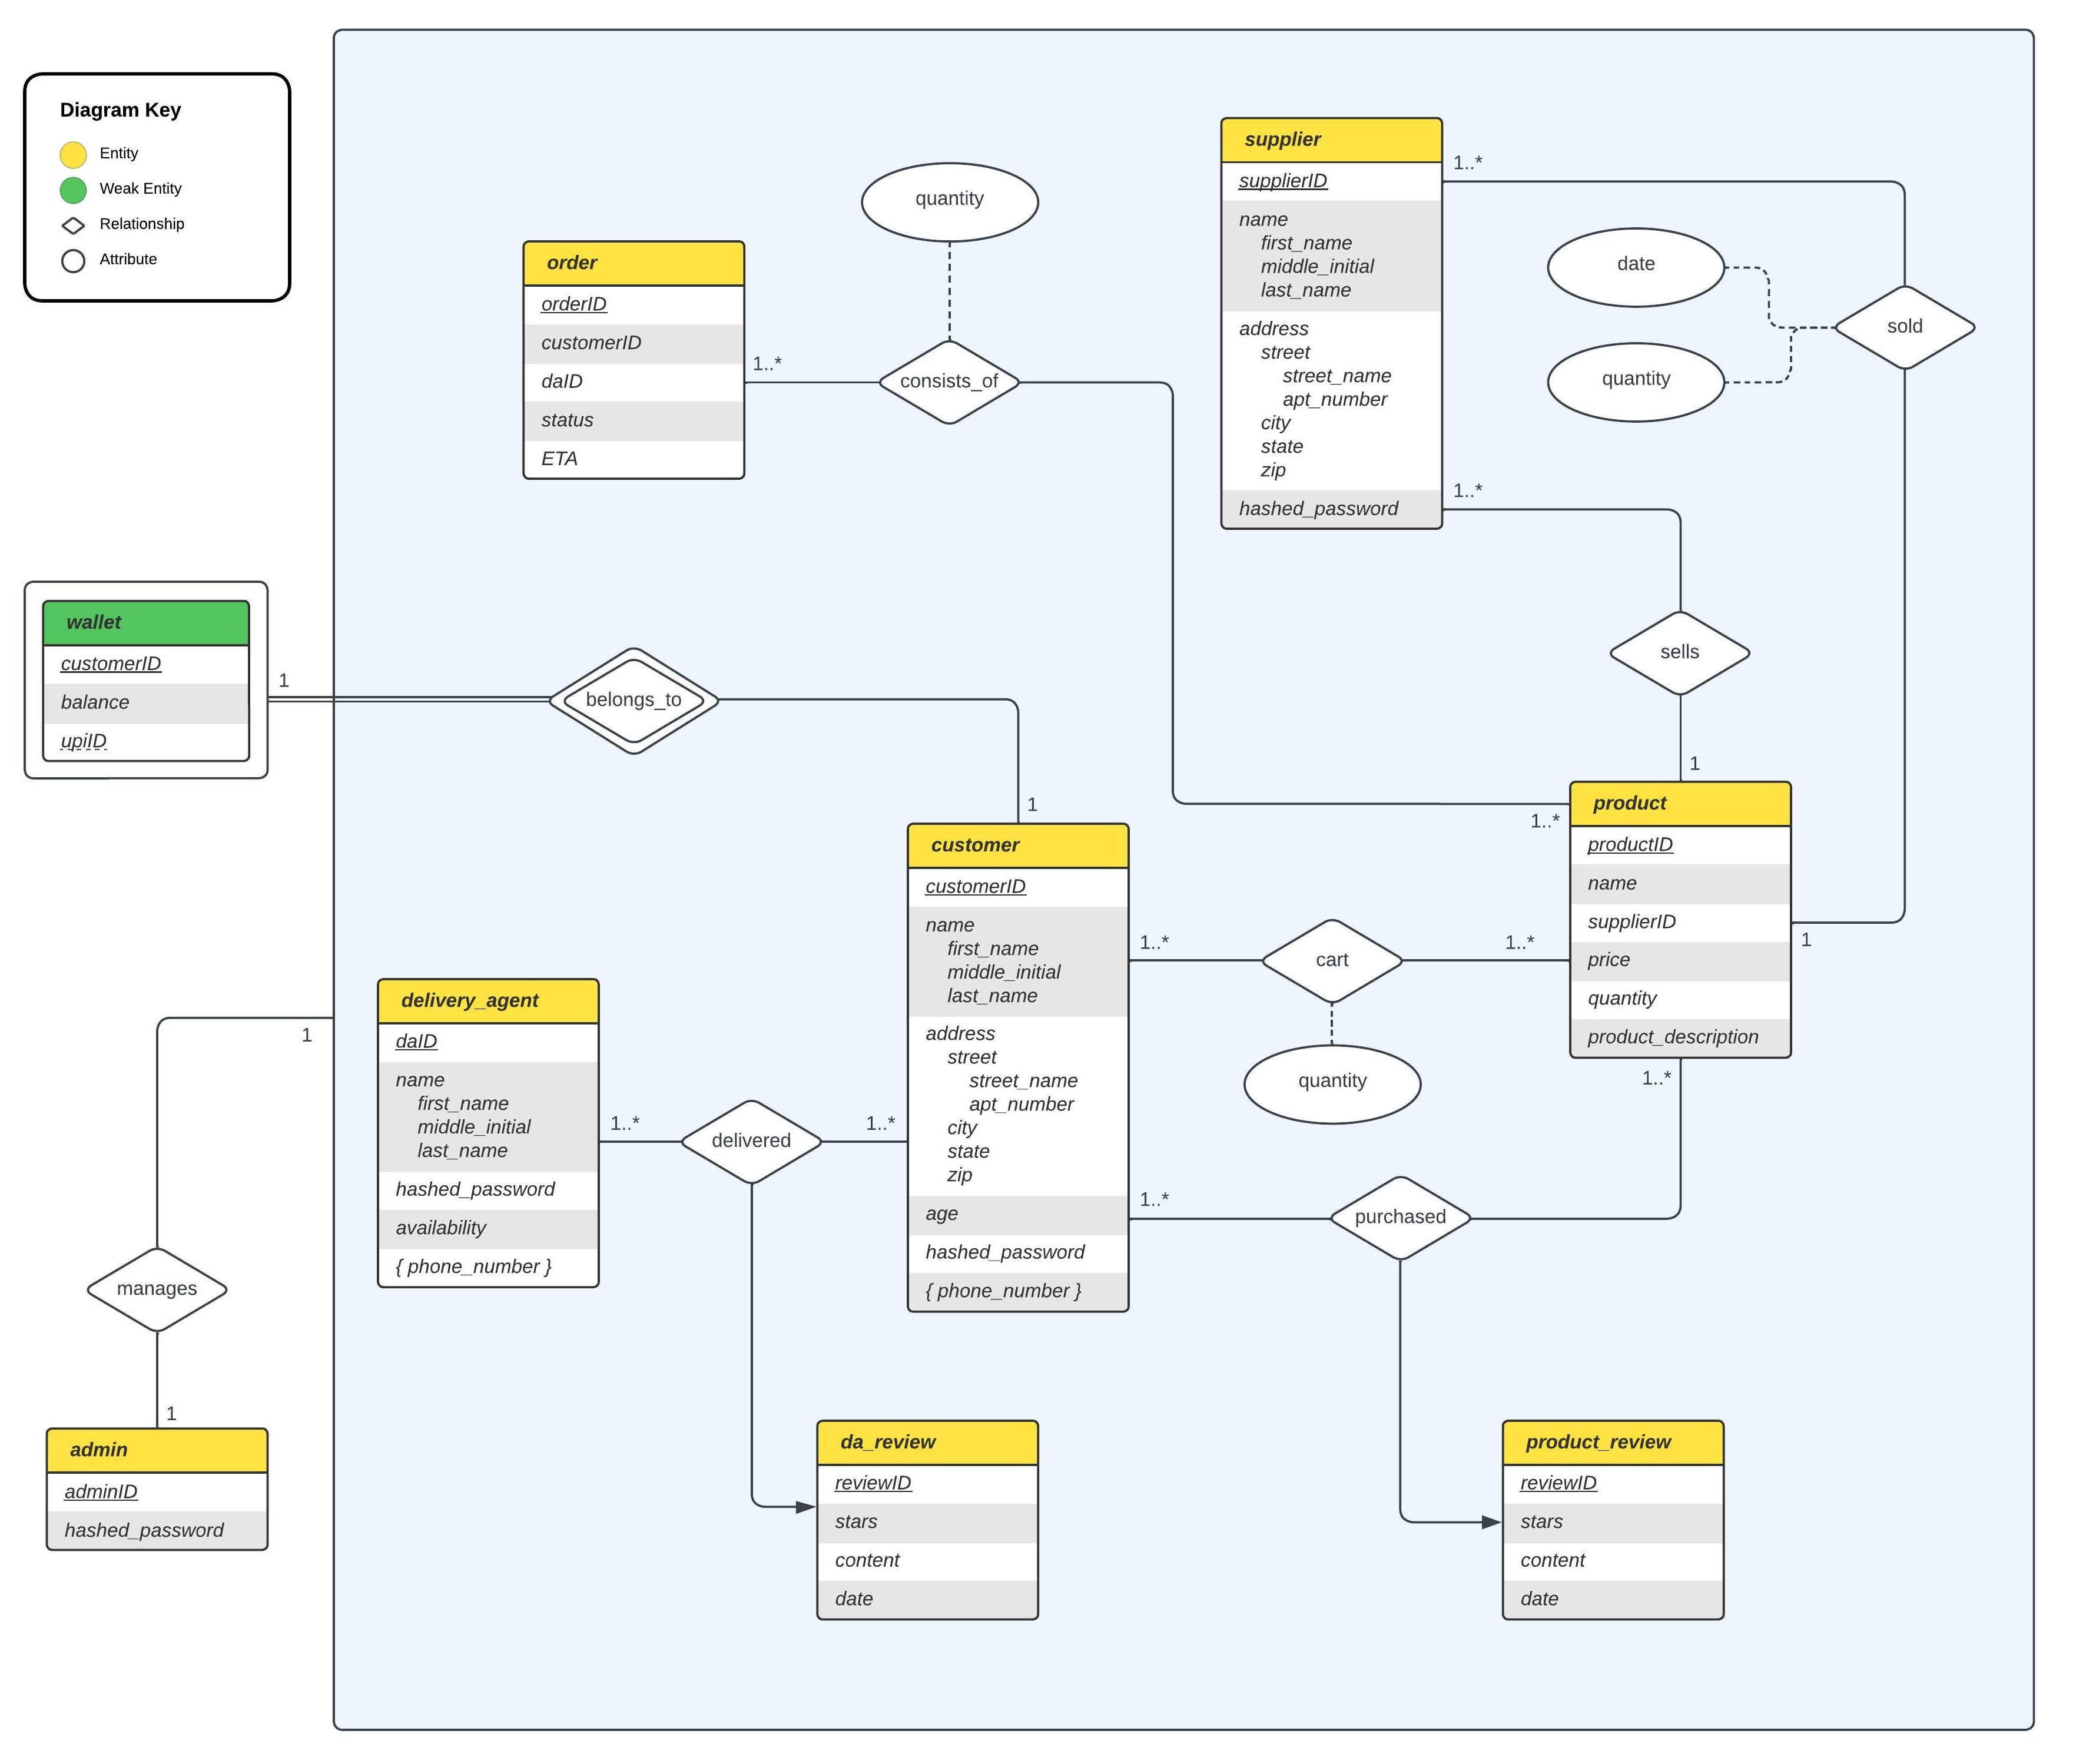 Diagram Key
Entity
Weak Entity
Relationship
Attribute
quantity
order
orderID
customerID
daID
status
ETA
1..*
consists_of
supplier
supplierID
name
first_name
middle_initial
last_name
address
street
street_name
apt_number
city
state
zip
hashed_password
1..*
date
quantity
sold
1..*
sells
1
wallet
customerID
balance
upiID
1
belongs_to
1
1..*
product
productID
name
supplierID
price
quantity
product_description
1
customer
customerID
name
first_name
middle_initial
last_name
address
street
street_name
apt_number
city
state
zip
age
hashed_password
{ phone_number }
1..*
cart
1..*
quantity
delivery_agent
daID
name
first_name
middle_initial
last_name
hashed_password
availability
{ phone_number }
1..*
delivered
1..*
1..*
purchased
1..*
1
manages
1
admin
adminID
hashed_password
da_review
reviewID
stars
content
date
product_review
reviewID
stars
content
date